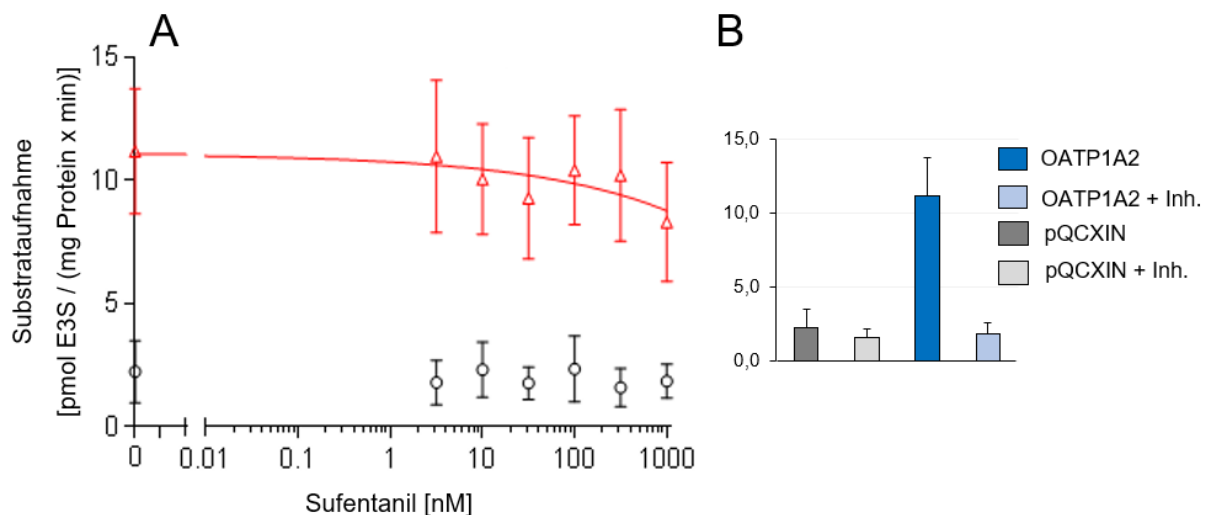 A
B
Substrataufnahme
[pmol E3S / (mg Protein x min)]
15
10
5
0
0 0.01 0.1 1 10 100 1000
Sufentanil [nM]
15,0
10,0
5,0
0,0
OATP1A2
OATP1A2 + Inh.
pQCXIN
pQCXIN + Inh.